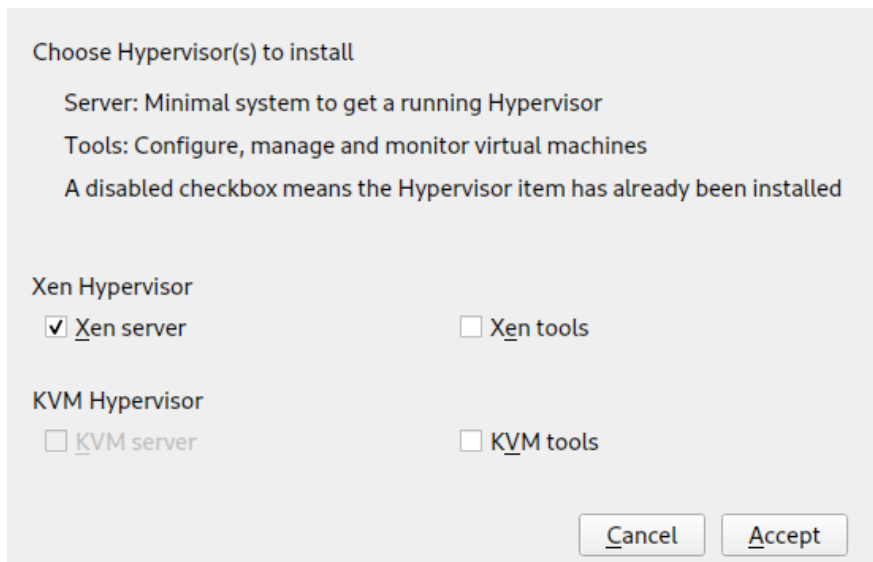 Choose Hypervisor(s) to install
Server: Minimal system to get a running Hypervisor
Tools: Configure, manage and monitor virtual machines
A disabled checkbox means the Hypervisor item has already been installed
Xen Hypervisor
Xen server
Xen tools
KVM Hypervisor
KVM server
KVM tools
Cancel
Accept